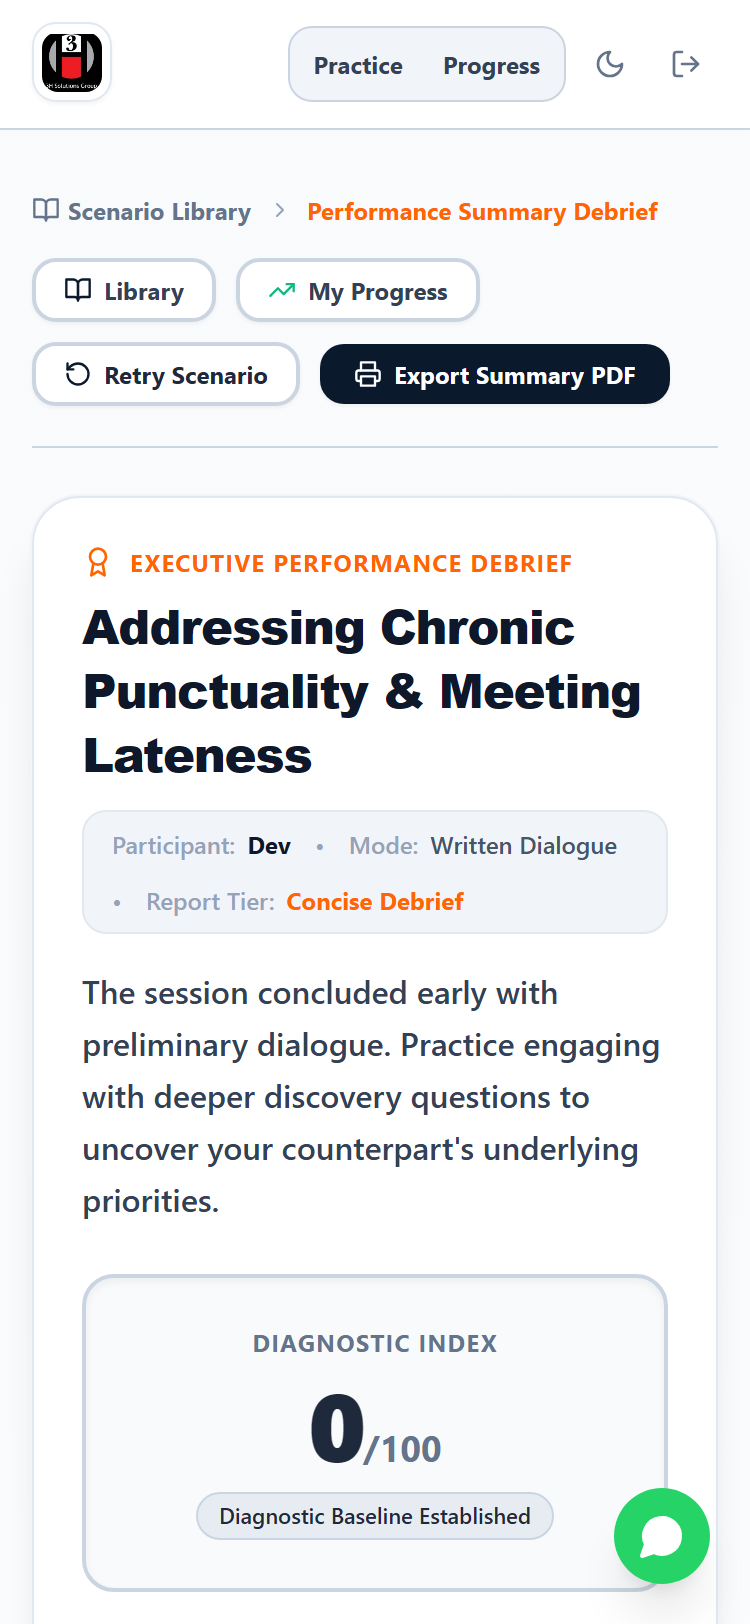 3
3H Solutions Group
Practice Progress
Scenario Library > Performance Summary Debrief
Library
My Progress
Retry Scenario
Export Summary PDF
EXECUTIVE PERFORMANCE DEBRIEF
Addressing Chronic
Punctuality & Meeting
Lateness
Participant: Dev • Mode: Written Dialogue
• Report Tier: Concise Debrief
The session concluded early with
preliminary dialogue. Practice engaging
with deeper discovery questions to
uncover your counterpart's underlying
priorities.
DIAGNOSTIC INDEX
0/100
Diagnostic Baseline Established